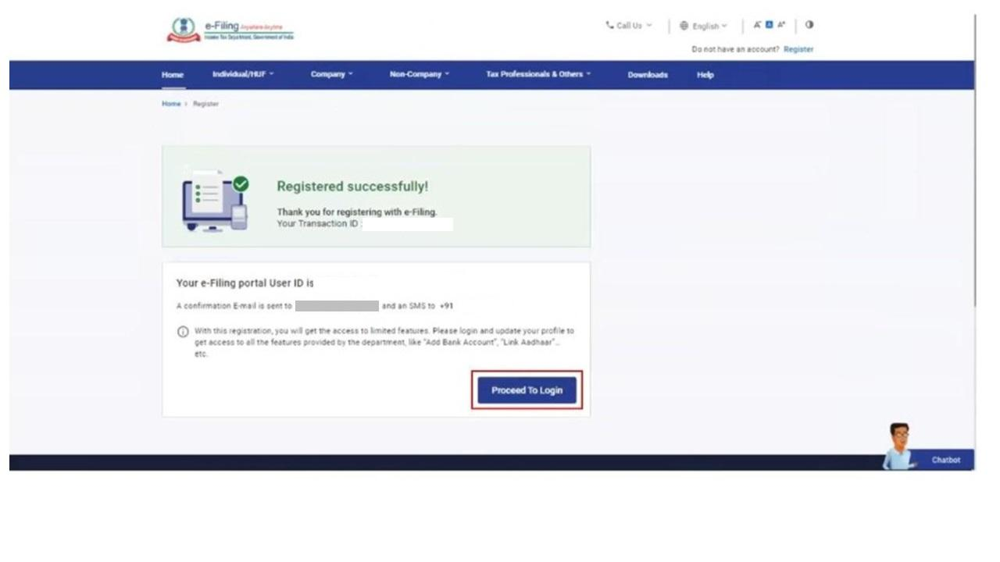 e-Filing Anywhere Anytime
Income Tax Department, Government of India
Call Us
English
A- A A+
Do not have an account? Register
Home Individual/HUF Company Non-Company Tax Professionals & Others Downloads Help
Home > Register
Registered successfully!
Thank you for registering with e-Filing.
Your Transaction ID :
Your e-Filing portal User ID is
A confirmation E-mail is sent to and an SMS to +91
With this registration, you will get the access to limited features. Please login and update your profile to
get access to all the features provided by the department, like "Add Bank Account", "Link Aadhaar"...
etc.
Proceed To Login
Chatbot